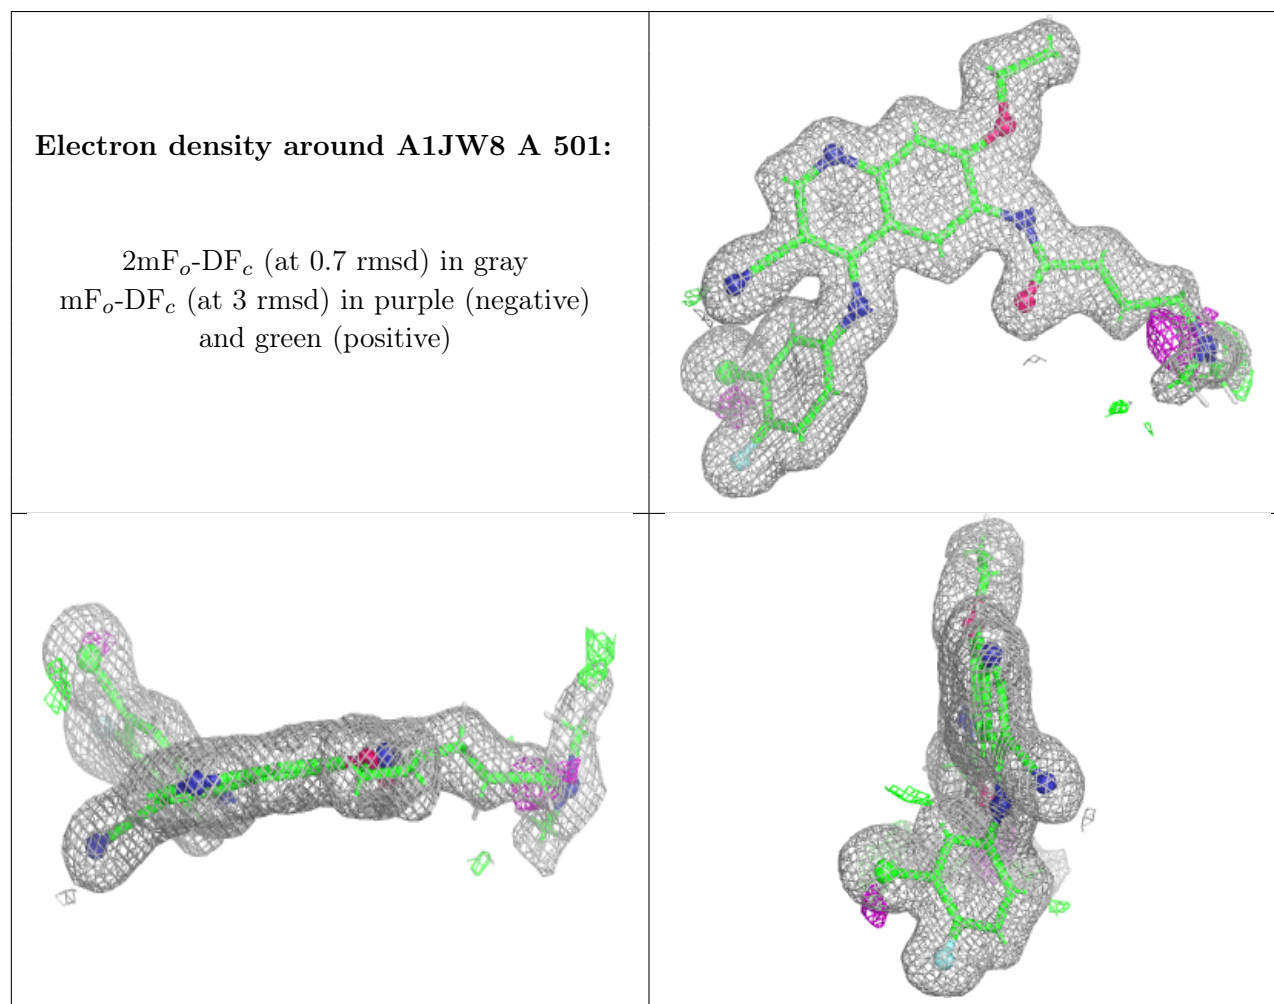 Electron density around A1JW8 A 501:
2mFo-DFc (at 0.7 rmsd) in gray
mFo-DFc (at 3 rmsd) in purple (negative)
and green (positive)